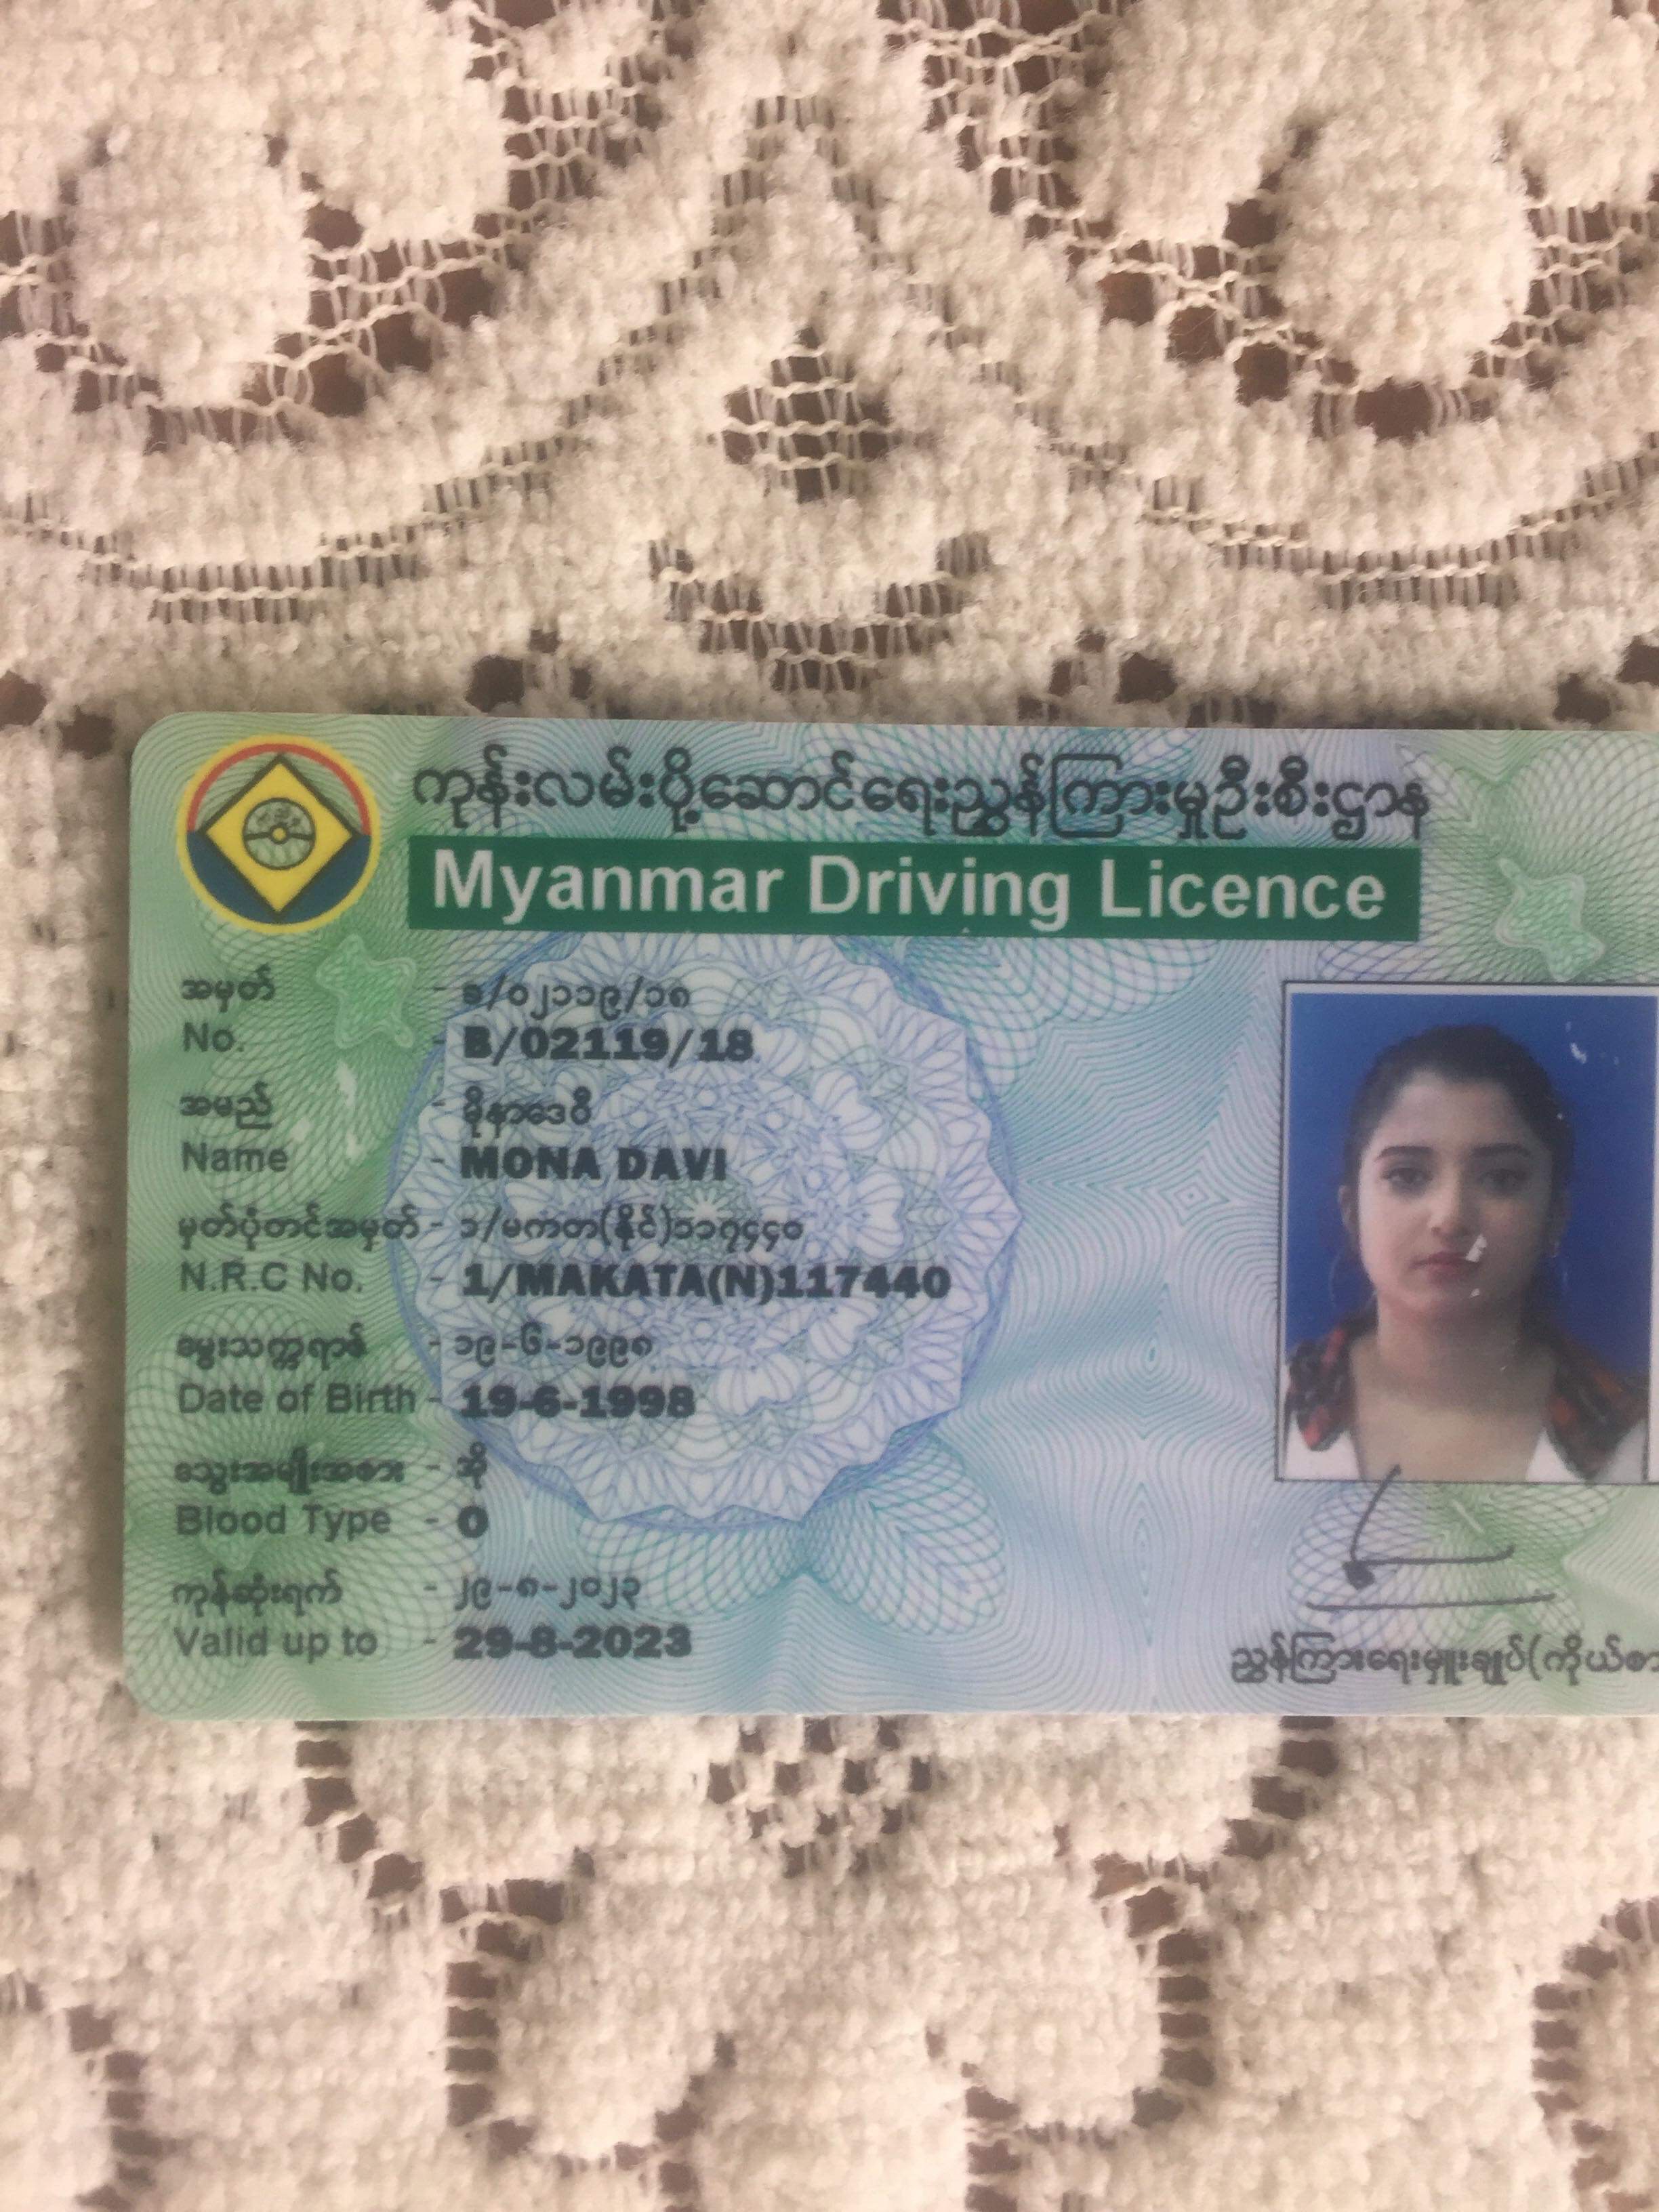 ကုန်းလမ်းပို့ဆောင်ရေးညွှန်ကြားမှုဦးစီးဌာန
Myanmar Driving Licence
အမှတ် - ခ/၀၂၁၁၉/၁၈
No. - B/02119/18
အမည် - မိုနာဒေဝီ
Name - MONA DAVI
မှတ်ပုံတင်အမှတ် - ၁/မကတ(နိုင်)၁၁၇၄၄၀
N.R.C No. - 1/MAKATA(N)117440
မွေးသက္ကရာဇ် - ၁၉-၆-၁၉၉၈
Date of Birth - 19-6-1998
သွေးအမျိုးအစား - အို
Blood Type - O
ကုန်ဆုံးရက် - ၂၉-၈-၂၀၂၃
Valid up to - 29-8-2023
ညွှန်ကြားရေးမှူးချုပ်(ကိုယ်စား